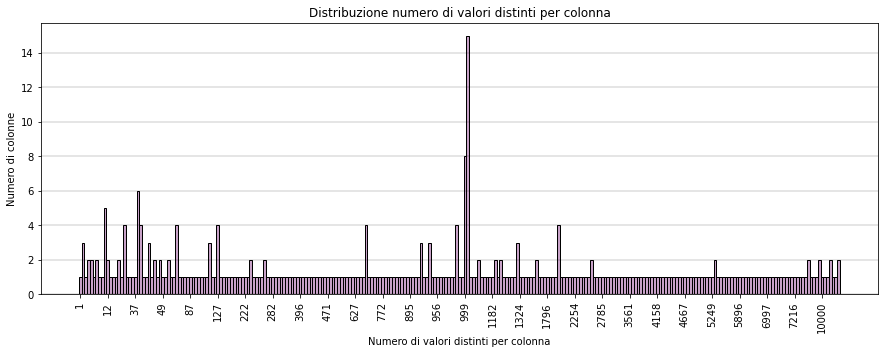 Distribuzione numero di valori distinti per colonna
Numero di colonne
14
12
10
8
6
4
2
0
1 12 37 49 87 127 222 282 396 471 627 772 895 956 999 1182 1324 1796 2254 2785 3561 4158 4667 5249 5896 6997 7216 10000
Numero di valori distinti per colonna